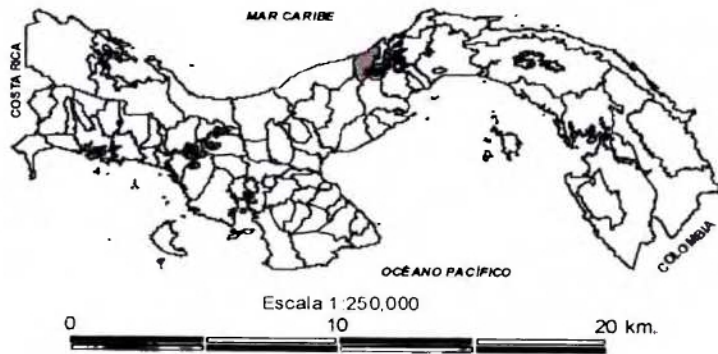 MAR CARIBE
COSTA RICA
COLOMBIA
OCÉANO PACÍFICO
Escala 1:250,000
0 10 20 km.